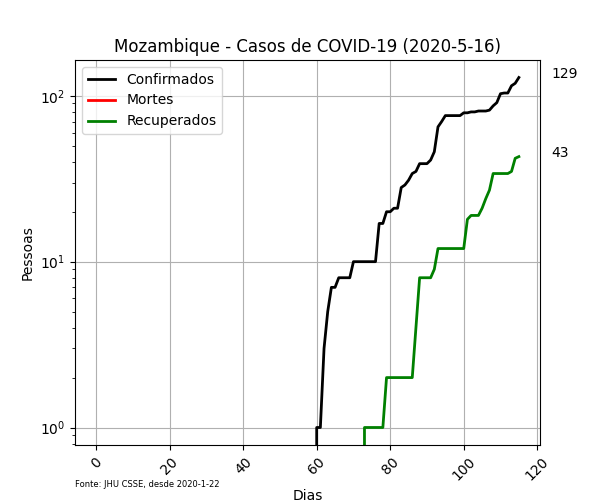 Mozambique - Casos de COVID-19 (2020-5-16)
Confirmados
Mortes
Recuperados
129
43
10²
10¹
10⁰
Pessoas
0 20 40 60 80 100 120
Fonte: JHU CSSE, desde 2020-1-22
Dias